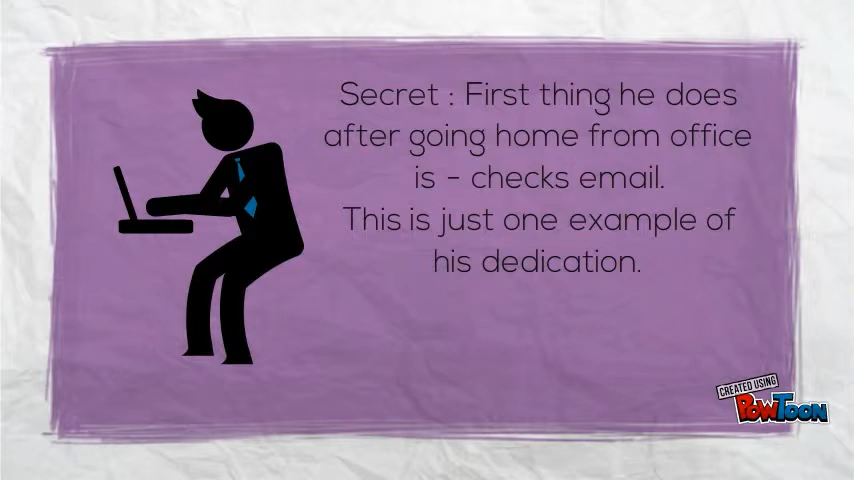 Secret : First thing he does
after going home from office
is - checks email.
This is just one example of
his dedication.
CREATED USING
POWTOON